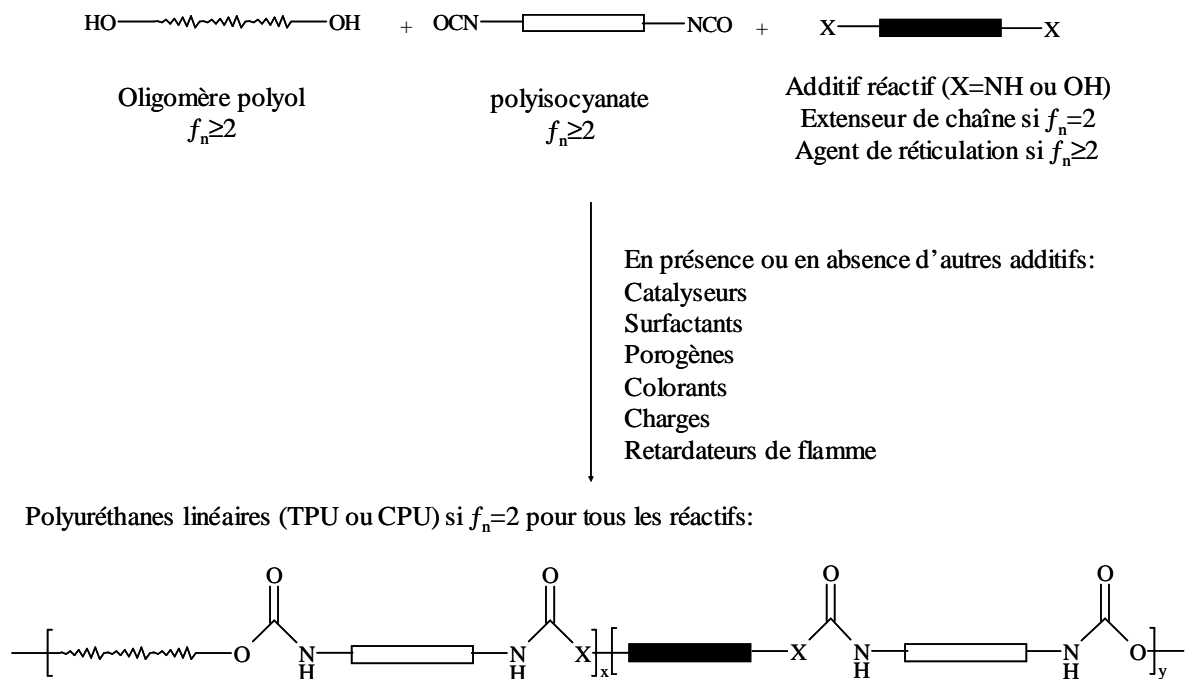 HO OH + OCN NCO + X X
Oligomère polyol
fn≥2
polyisocyanate
fn≥2
Additif réactif (X=NH ou OH)
Extenseur de chaîne si fn=2
Agent de réticulation si fn≥2
En présence ou en absence d’autres additifs:
Catalyseurs
Surfactants
Porogènes
Colorants
Charges
Retardateurs de flamme
Polyuréthanes linéaires (TPU ou CPU) si fn=2 pour tous les réactifs:
O O O O
O N N X x X N N O y
H H H H